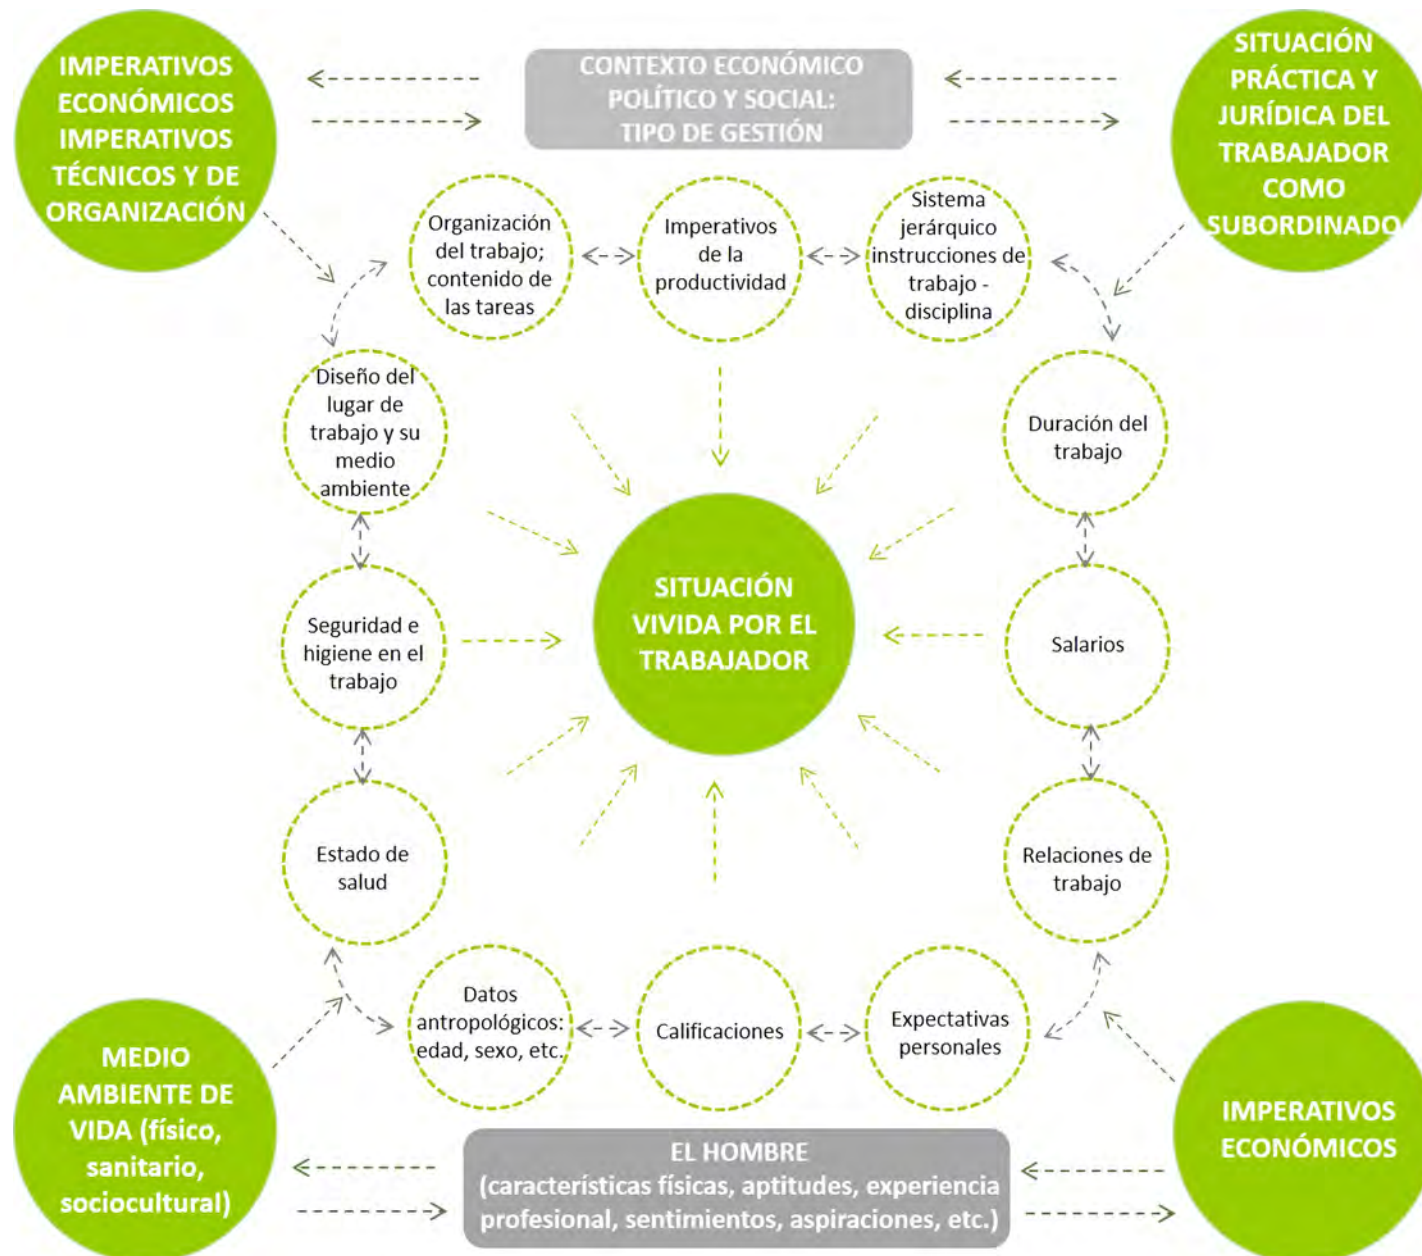 IMPERATIVOS
ECONÓMICOS
IMPERATIVOS
TÉCNICOS Y DE
ORGANIZACIÓN
CONTEXTO ECONÓMICO
POLÍTICO Y SOCIAL:
TIPO DE GESTIÓN
SITUACIÓN
PRÁCTICA Y
JURÍDICA DEL
TRABAJADOR
COMO
SUBORDINADO
Organización
del trabajo;
contenido de
las tareas
Imperativos
de la
productividad
Sistema
jerárquico
instrucciones de
trabajo -
disciplina
Diseño del
lugar de
trabajo y su
medio
ambiente
Duración del
trabajo
SITUACIÓN
VIVIDA POR EL
TRABAJADOR
Seguridad e
higiene en el
trabajo
Salarios
Estado de
salud
Relaciones de
trabajo
Datos
antropológicos:
edad, sexo, etc.
Calificaciones
Expectativas
personales
MEDIO
AMBIENTE DE
VIDA (físico,
sanitario,
sociocultural)
EL HOMBRE
(características físicas, aptitudes, experiencia
profesional, sentimientos, aspiraciones, etc.)
IMPERATIVOS
ECONÓMICOS